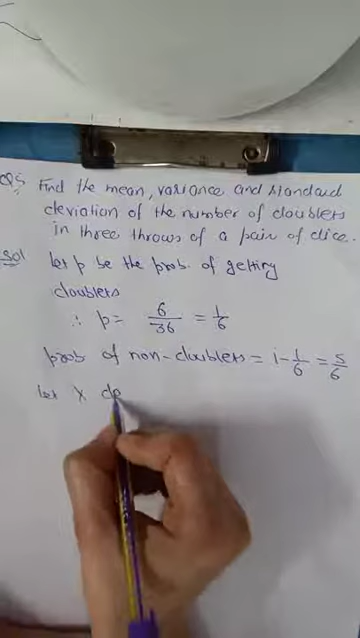 Q5 Find the mean, variance and standard
deviation of the number of doublets
in three throws of a pair of dice.
Sol let p be the prob. of getting
doublets
∴ p = 6/36 = 1/6
prob of non-doublets = 1 - 1/6 = 5/6
let X de